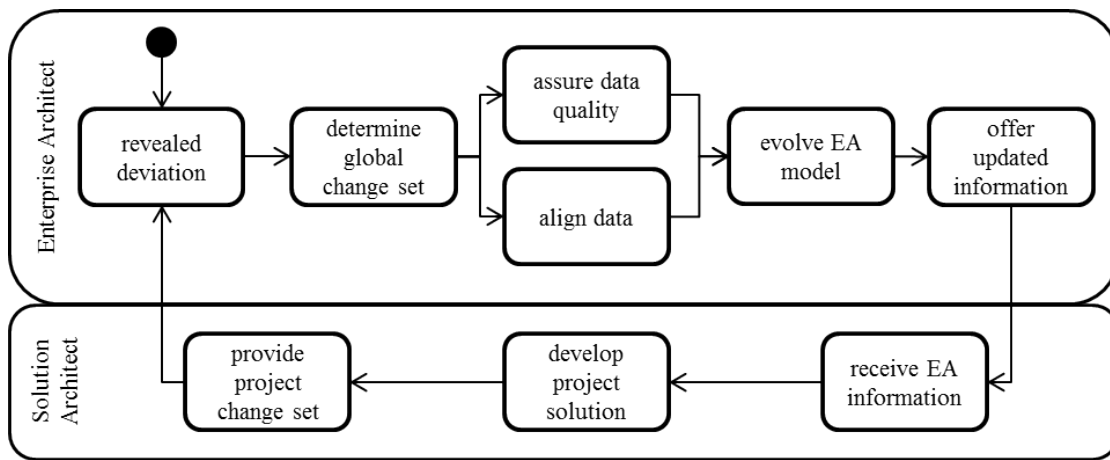 Enterprise Architect
revealed
deviation
determine
global
change set
assure data
quality
align data
evolve EA
model
offer
updated
information
Solution
Architect
provide
project
change set
develop
project
solution
receive EA
information